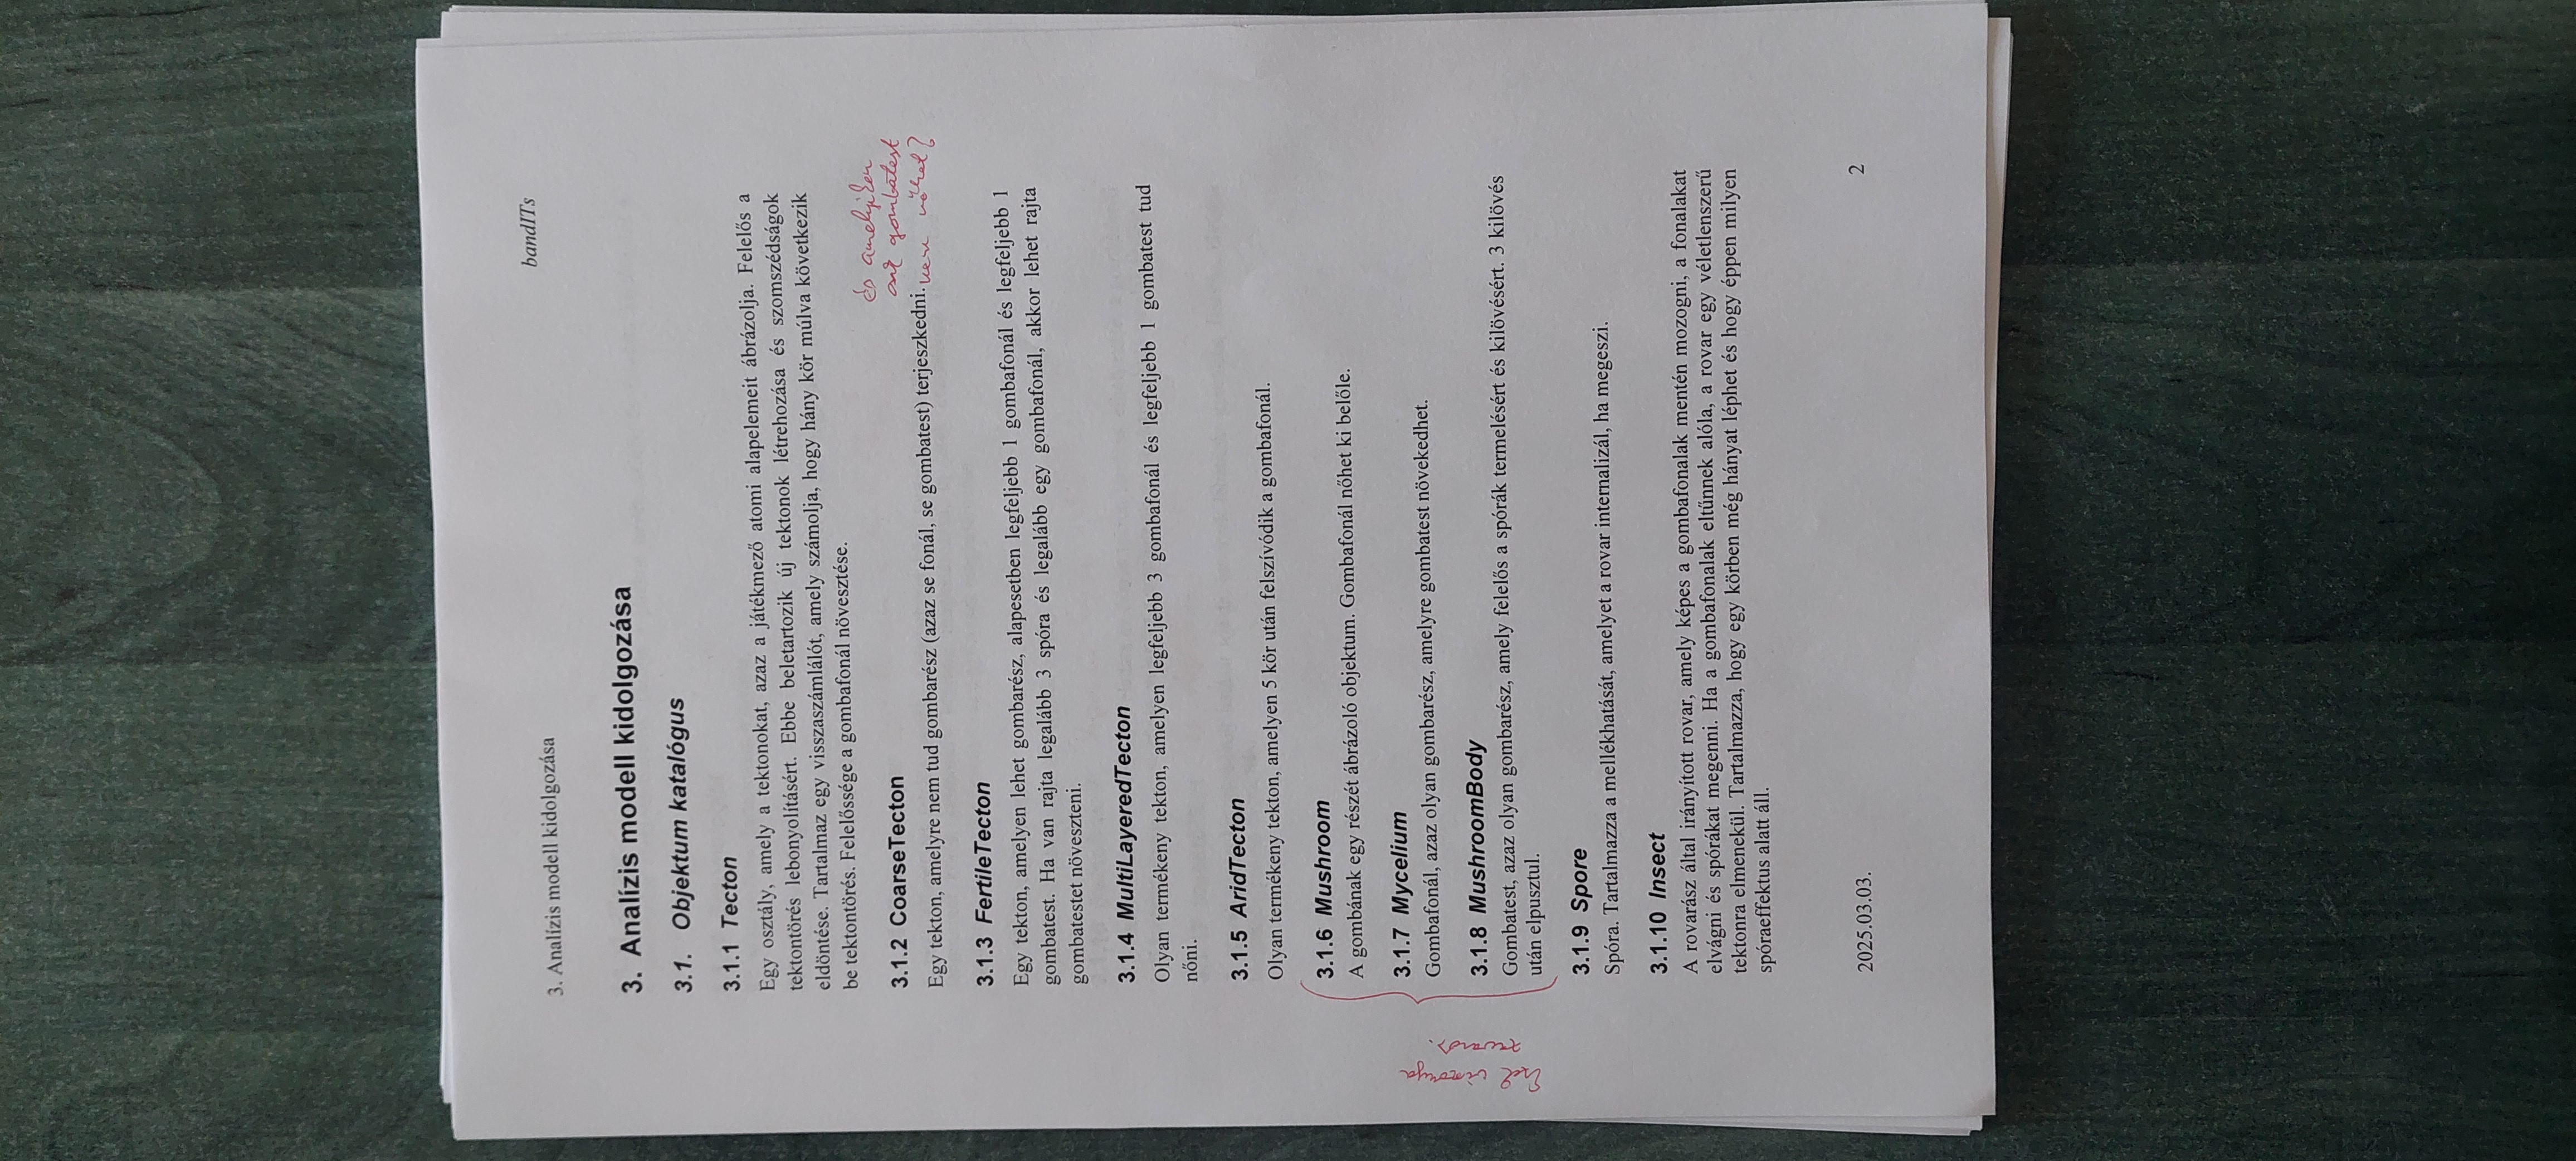 3. Analízis modell kidolgozása
bandITs
3. Analízis modell kidolgozása
3.1. Objektum katalógus
3.1.1 Tecton
Egy osztály, amely a tektonokat, azaz a játékmező atomi alapelemeit ábrázolja. Felelős a
tektontörés lebonyolításért. Ebbe beletartozik új tektonok létrehozása és szomszédságok
eldöntése. Tartalmaz egy visszaszámlálót, amely számolja, hogy hány kör múlva következik
be tektontörés. Felelőssége a gombafonál növesztése.
és amelyiken
csak gombatest
nem nőhet?
3.1.2 CoarseTecton
Egy tekton, amelyre nem tud gombarész (azaz se fonál, se gombatest) terjeszkedni.
3.1.3 FertileTecton
Egy tekton, amelyen lehet gombarész, alapesetben legfeljebb 1 gombafonál és legfeljebb 1
gombatest. Ha van rajta legalább 3 spóra és legalább egy gombafonál, akkor lehet rajta
gombatestet növeszteni.
3.1.4 MultiLayeredTecton
Olyan termékeny tekton, amelyen legfeljebb 3 gombafonál és legfeljebb 1 gombatest tud
nőni.
3.1.5 AridTecton
Olyan termékeny tekton, amelyen 5 kör után felszívódik a gombafonál.
3.1.6 Mushroom
A gombának egy részét ábrázoló objektum. Gombafonál nőhet ki belőle.
3.1.7 Mycelium
Gombafonál, azaz olyan gombarész, amelyre gombatest növekedhet.
3.1.8 MushroomBody
Gombatest, azaz olyan gombarész, amely felelős a spórák termelésért és kilövésért. 3 kilövés
után elpusztul.
Ezek viszonya
zavaros.
3.1.9 Spore
Spóra. Tartalmazza a mellékhatását, amelyet a rovar internalizál, ha megeszi.
3.1.10 Insect
A rovarász által irányított rovar, amely képes a gombafonalak mentén mozogni, a fonalakat
elvágni és spórákat megenni. Ha a gombafonalak eltűnnek alóla, a rovar egy véletlenszerű
tektonra elmenekül. Tartalmazza, hogy egy körben még hányat léphet és hogy éppen milyen
spóraeffektus alatt áll.
2025.03.03.
2